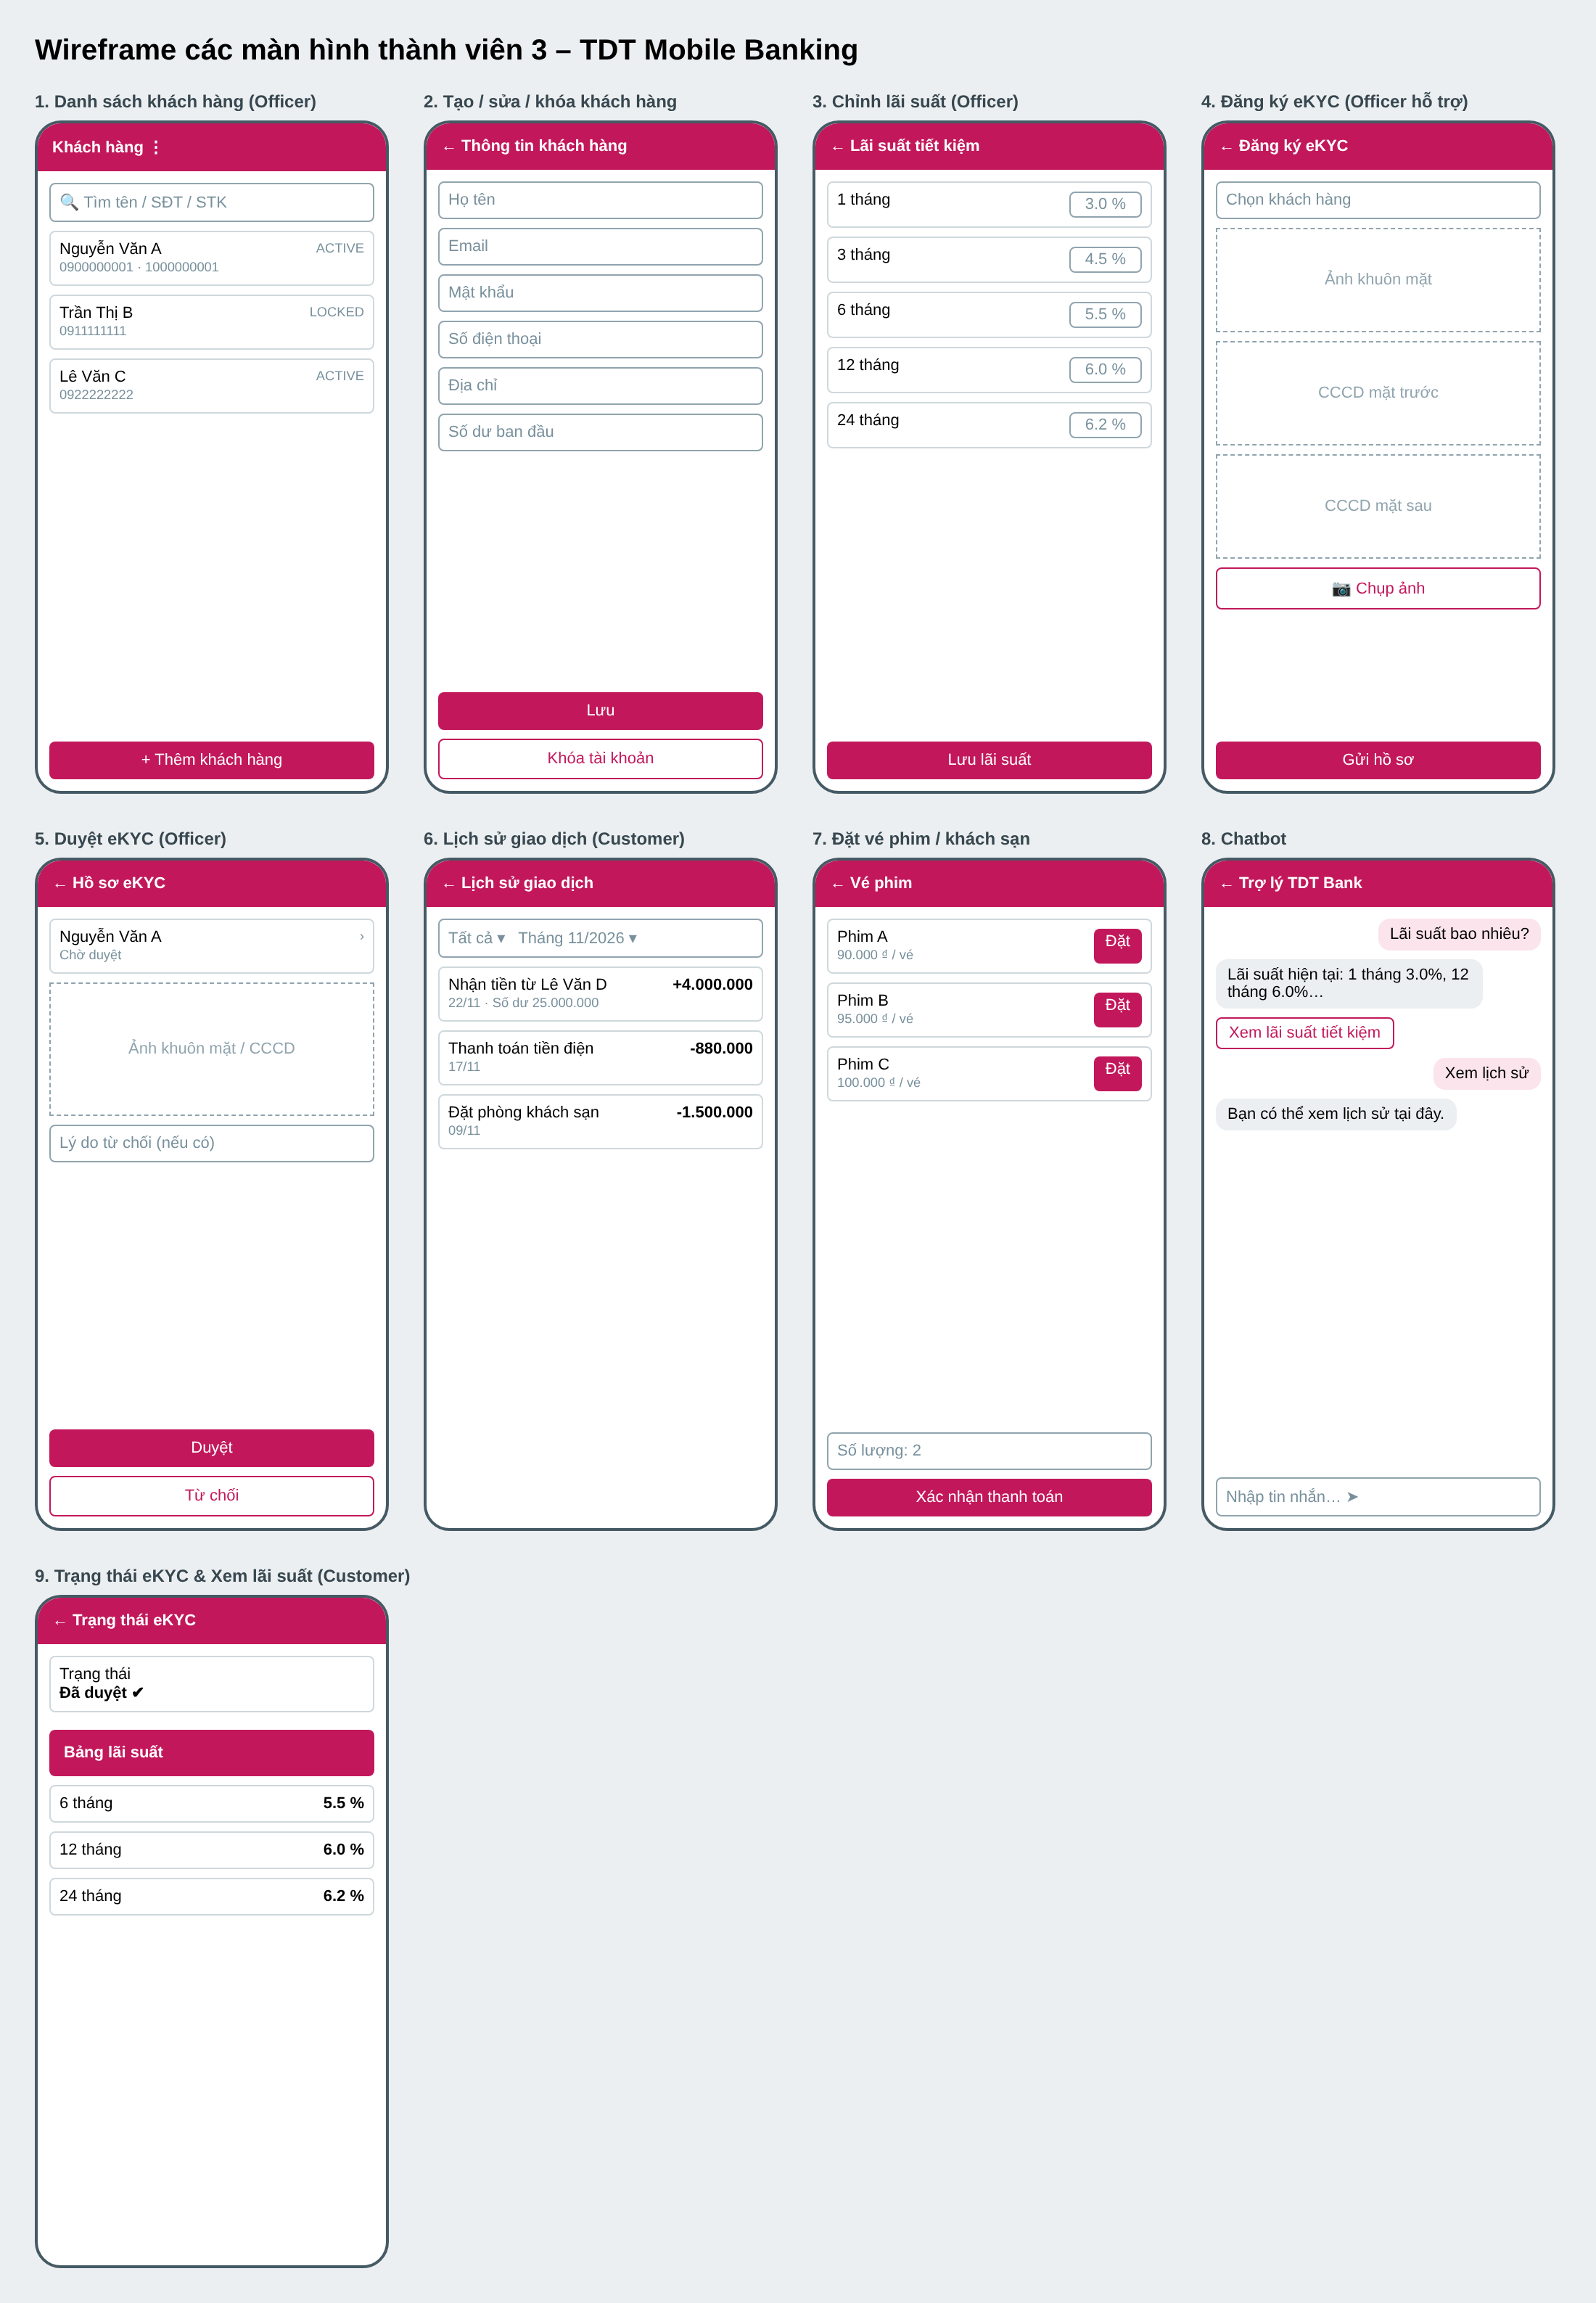 Wireframe các màn hình thành viên 3 – TDT Mobile Banking
1. Danh sách khách hàng (Officer)
Khách hàng ⋮
🔍 Tìm tên / SĐT / STK
Nguyễn Văn A ACTIVE
0900000001 · 1000000001
Trần Thị B LOCKED
0911111111
Lê Văn C ACTIVE
0922222222
+ Thêm khách hàng
2. Tạo / sửa / khóa khách hàng
← Thông tin khách hàng
Họ tên
Email
Mật khẩu
Số điện thoại
Địa chỉ
Số dư ban đầu
Lưu
Khóa tài khoản
3. Chỉnh lãi suất (Officer)
← Lãi suất tiết kiệm
1 tháng 3.0 %
3 tháng 4.5 %
6 tháng 5.5 %
12 tháng 6.0 %
24 tháng 6.2 %
Lưu lãi suất
4. Đăng ký eKYC (Officer hỗ trợ)
← Đăng ký eKYC
Chọn khách hàng
Ảnh khuôn mặt
CCCD mặt trước
CCCD mặt sau
📷 Chụp ảnh
Gửi hồ sơ
5. Duyệt eKYC (Officer)
← Hồ sơ eKYC
Nguyễn Văn A ›
Chờ duyệt
Ảnh khuôn mặt / CCCD
Lý do từ chối (nếu có)
Duyệt
Từ chối
6. Lịch sử giao dịch (Customer)
← Lịch sử giao dịch
Tất cả ▾ Tháng 11/2026 ▾
Nhận tiền từ Lê Văn D +4.000.000
22/11 · Số dư 25.000.000
Thanh toán tiền điện -880.000
17/11
Đặt phòng khách sạn -1.500.000
09/11
7. Đặt vé phim / khách sạn
← Vé phim
Phim A Đặt
90.000 ₫ / vé
Phim B Đặt
95.000 ₫ / vé
Phim C Đặt
100.000 ₫ / vé
Số lượng: 2
Xác nhận thanh toán
8. Chatbot
← Trợ lý TDT Bank
Lãi suất bao nhiêu?
Lãi suất hiện tại: 1 tháng 3.0%, 12
tháng 6.0%…
Xem lãi suất tiết kiệm
Xem lịch sử
Bạn có thể xem lịch sử tại đây.
Nhập tin nhắn… ➤
9. Trạng thái eKYC & Xem lãi suất (Customer)
← Trạng thái eKYC
Trạng thái
Đã duyệt ✔
Bảng lãi suất
6 tháng 5.5 %
12 tháng 6.0 %
24 tháng 6.2 %